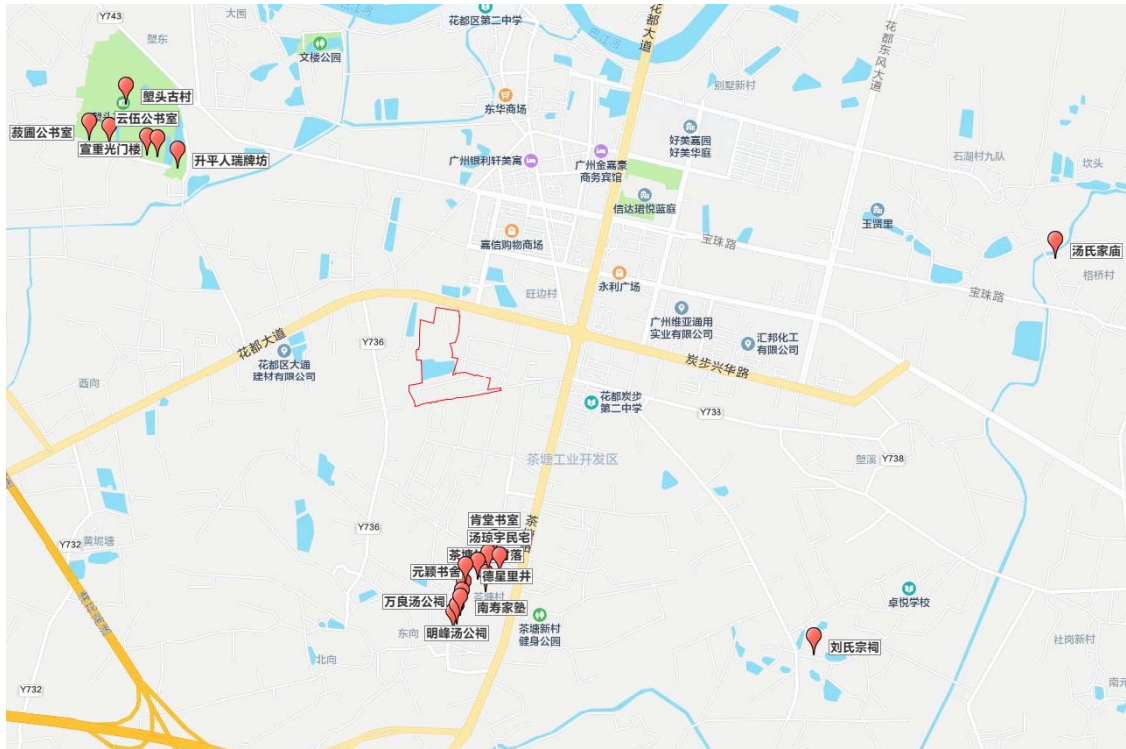 Y743
大围
花都区第二中学
巴江河
花都大道
塱东
文楼公园
花都东风大道
别墅新村
塱头古村
东华商场
云伍公书室
菽圃公书室
好美嘉园
好美华庭
宣重光门楼
升平人瑞牌坊
广州银利轩美寓
广州金嘉豪
商务宾馆
石湖村九队
坎头
信达珺悦蓝庭
玉贤里
嘉信购物商场
宝珠路
汤氏家庙
格桥村
永利广场
旺边村
宝珠路
广州维亚通用
实业有限公司
汇邦化工
有限公司
花都大道
Y736
花都区大通
建材有限公司
炭步兴华路
西向
花都炭步
第二中学
Y733
茶塘工业开发区
塱溪
Y738
肯堂书室
Y736
汤琼宇民宅
Y732
黄坭塘
元颖书舍
德星里井
卓悦学校
万良汤公祠
茶塘村
南寿家塾
明峰汤公祠
东向
茶塘新村
健身公园
刘氏宗祠
社岗新村
北向
南元
Y732